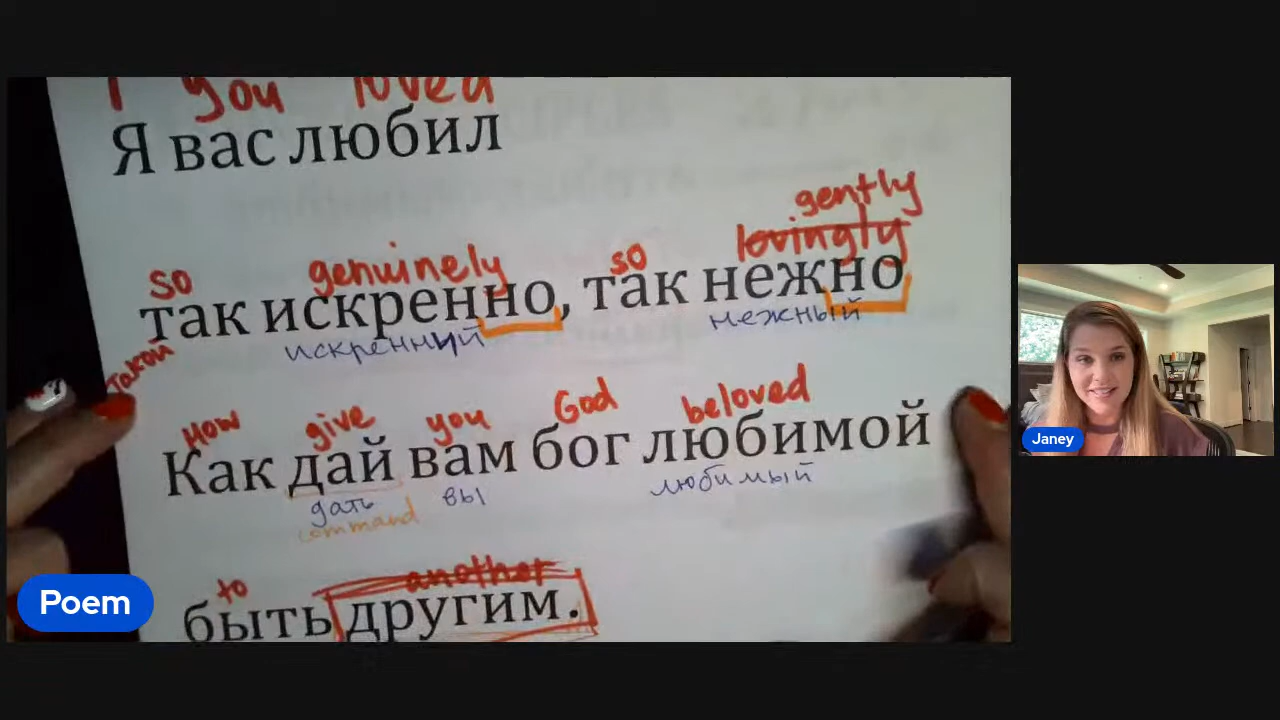 I you loved
Я вас любил
gently
so genuinely so lovingly
так искренно, так нежно
такой искренний нежный
How give you God beloved
Как дай вам бог любимой
дать вы любимый
command
to another
быть другим.
Poem
Janey